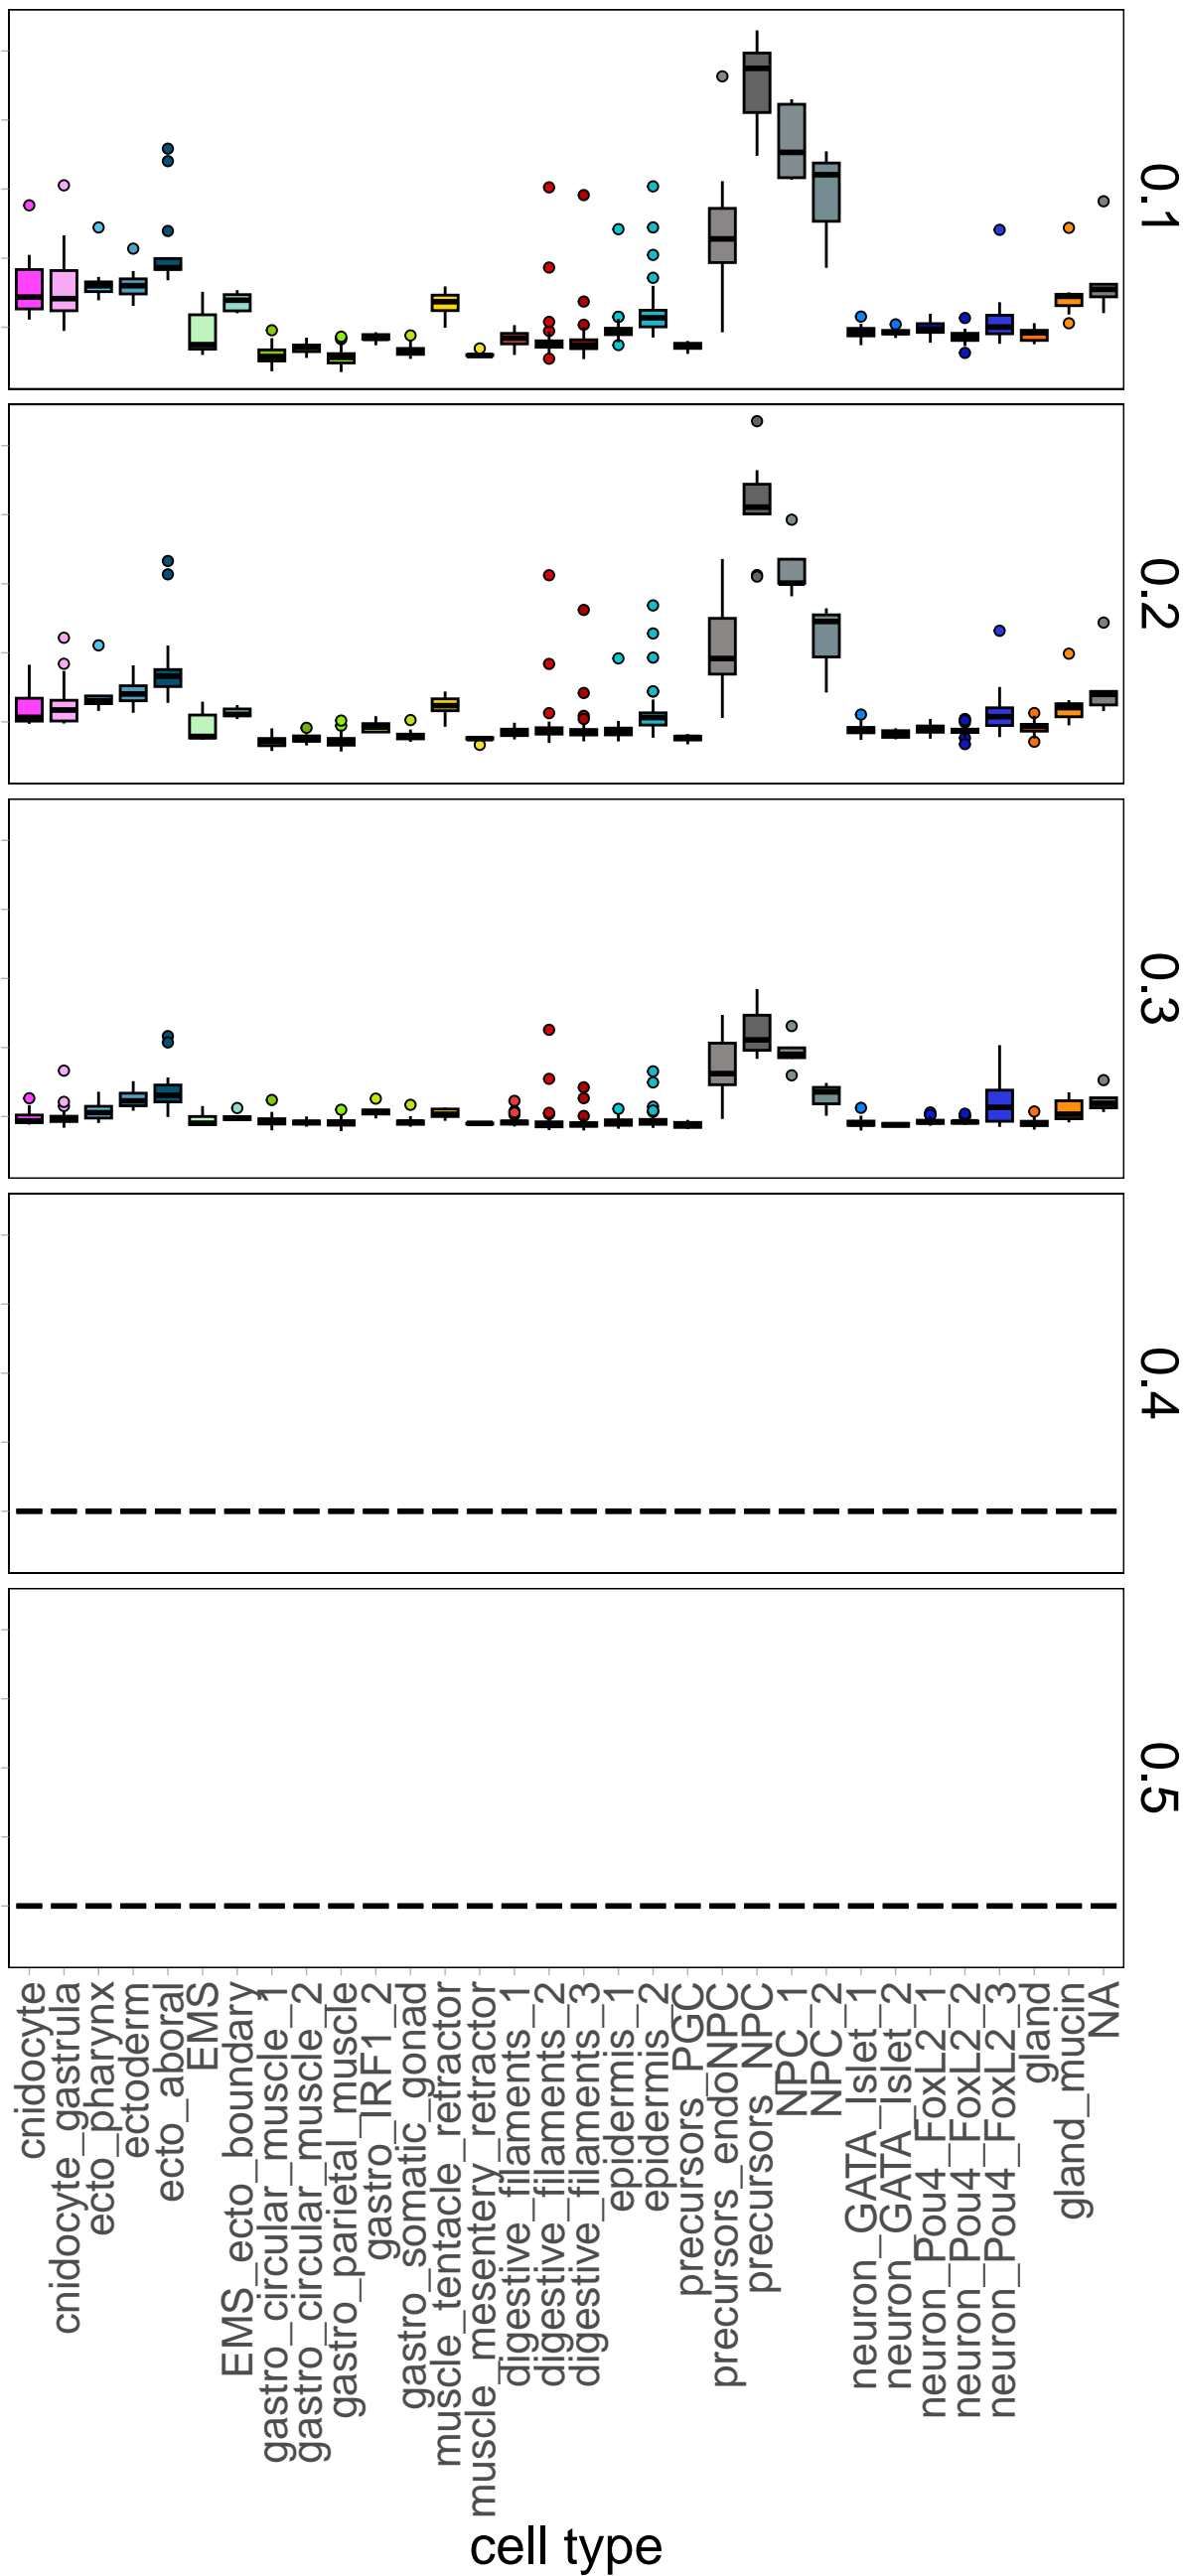 0.1
0.2
0.3
0.4
0.5
cnidocyte
cnidocyte_gastrula
ecto_pharynx
ectoderm
ecto_aboral
EMS
EMS_ecto_boundary
gastro_circular_muscle_1
gastro_circular_muscle_2
gastro_parietal_muscle
gastro_IRF1_2
gastro_somatic_gonad
muscle_tentacle_retractor
muscle_mesentery_retractor
digestive_filaments_1
digestive_filaments_2
digestive_filaments_3
epidermis_1
epidermis_2
precursors_PGC
precursors_endoNPC
precursors_NPC
NPC_1
NPC_2
neuron_GATA_Islet_1
neuron_GATA_Islet_2
neuron_Pou4_FoxL2_1
neuron_Pou4_FoxL2_2
neuron_Pou4_FoxL2_3
gland
gland_mucin
NA
cell type